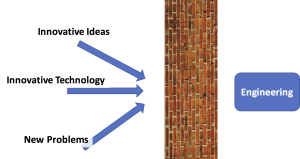 Innovative Ideas
Innovative Technology
Engineering
New Problems